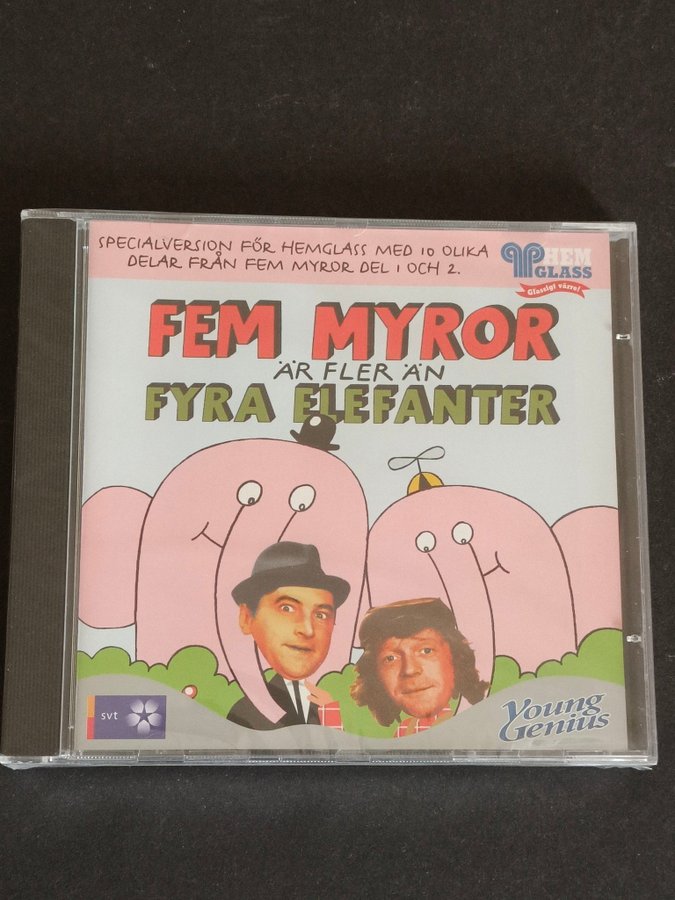 SPECIALVERSION FÖR HEMGLASS MED 10 OLIKA
DELAR FRÅN FEM MYROR DEL 1 OCH 2.
HEM
GLASS
Glassigt värre!
FEM MYROR
ÄR FLER ÄN
FYRA ELEFANTER
svt
Young
Genius